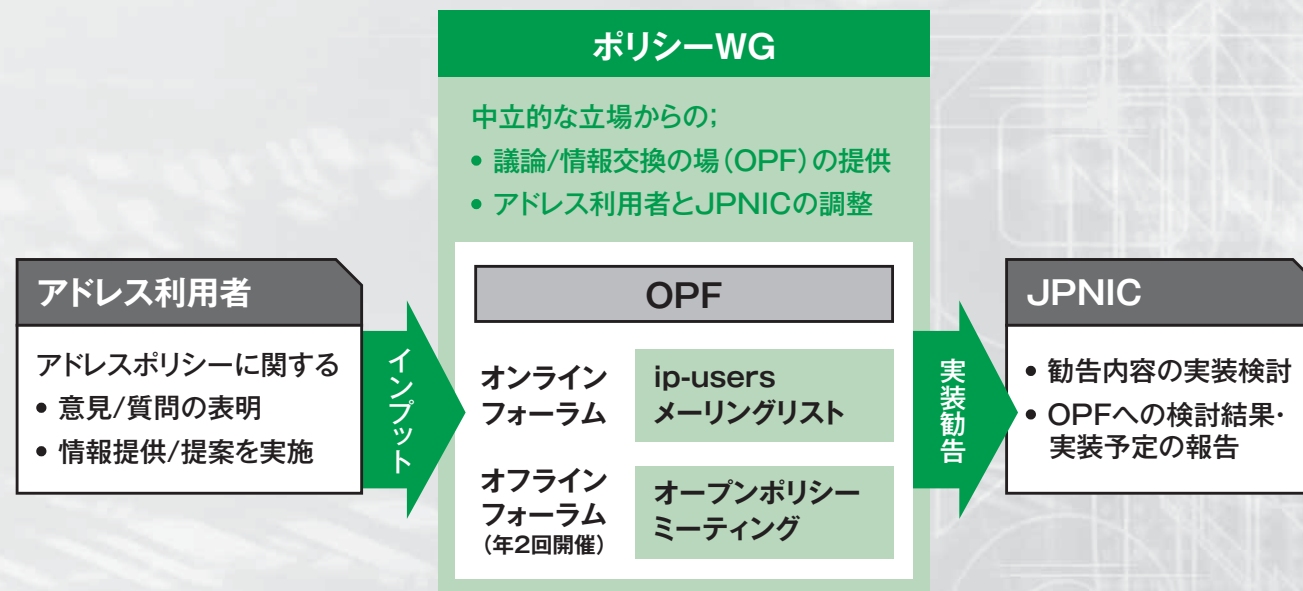 ポリシーWG
中立的な立場からの;
• 議論/情報交換の場(OPF)の提供
• アドレス利用者とJPNICの調整
アドレス利用者
アドレスポリシーに関する
• 意見/質問の表明
• 情報提供/提案を実施
インプット
OPF
オンライン
フォーラム
ip-users
メーリングリスト
オフライン
フォーラム
(年2回開催)
オープンポリシー
ミーティング
実装勧告
JPNIC
• 勧告内容の実装検討
• OPFへの検討結果・
実装予定の報告